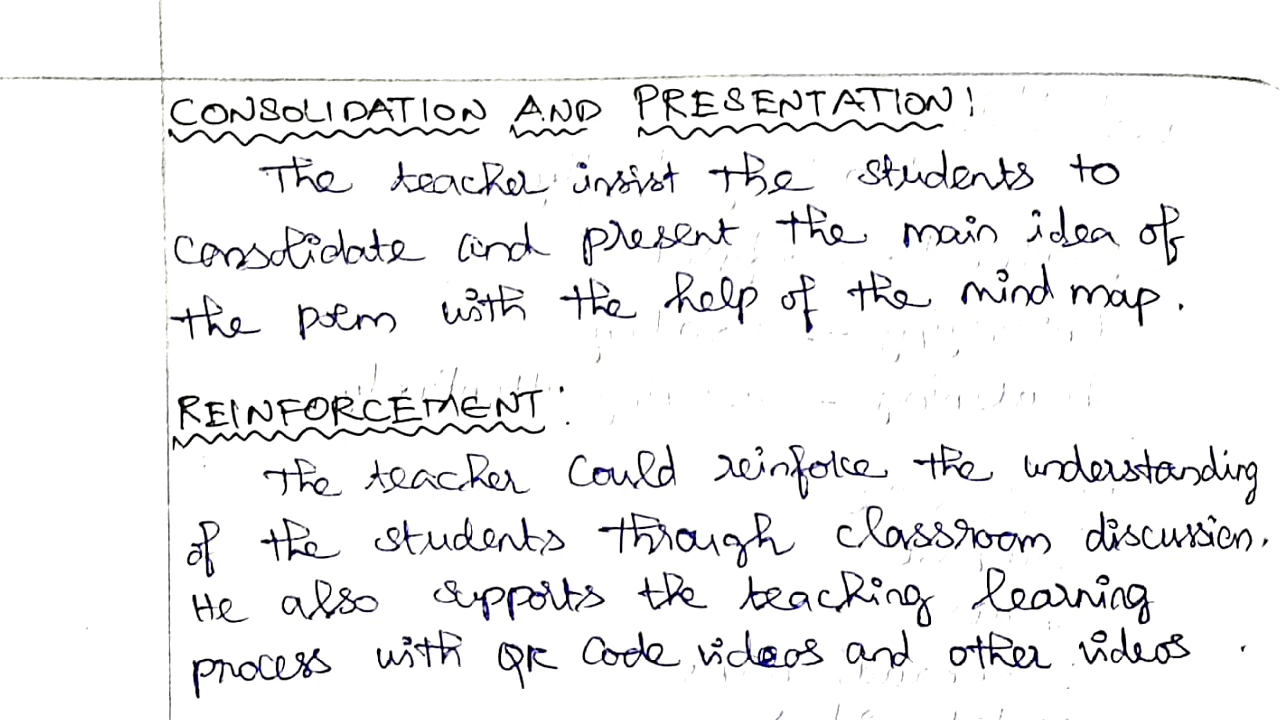 CONSOLIDATION AND PRESENTATION:
The teacher insist the students to
consolidate and present the main idea of
the poem with the help of the mind map.
REINFORCEMENT:
The teacher could reinforce the understanding
of the students through classroom discussion.
He also supports the teaching learning
process with QR Code videos and other videos.